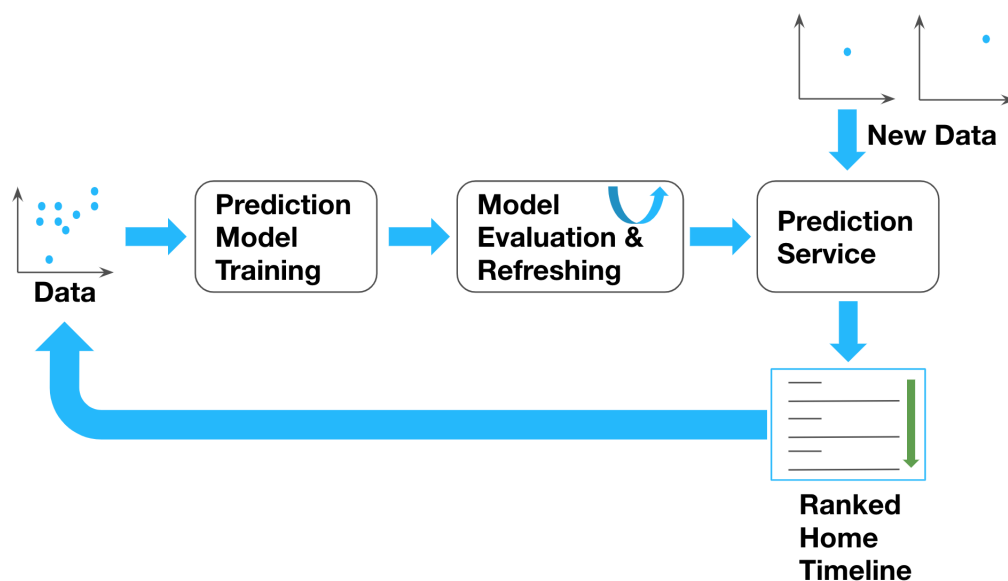 New Data
Prediction
Model
Training
Model
Evaluation &
Refreshing
Prediction
Service
Data
Ranked
Home
Timeline